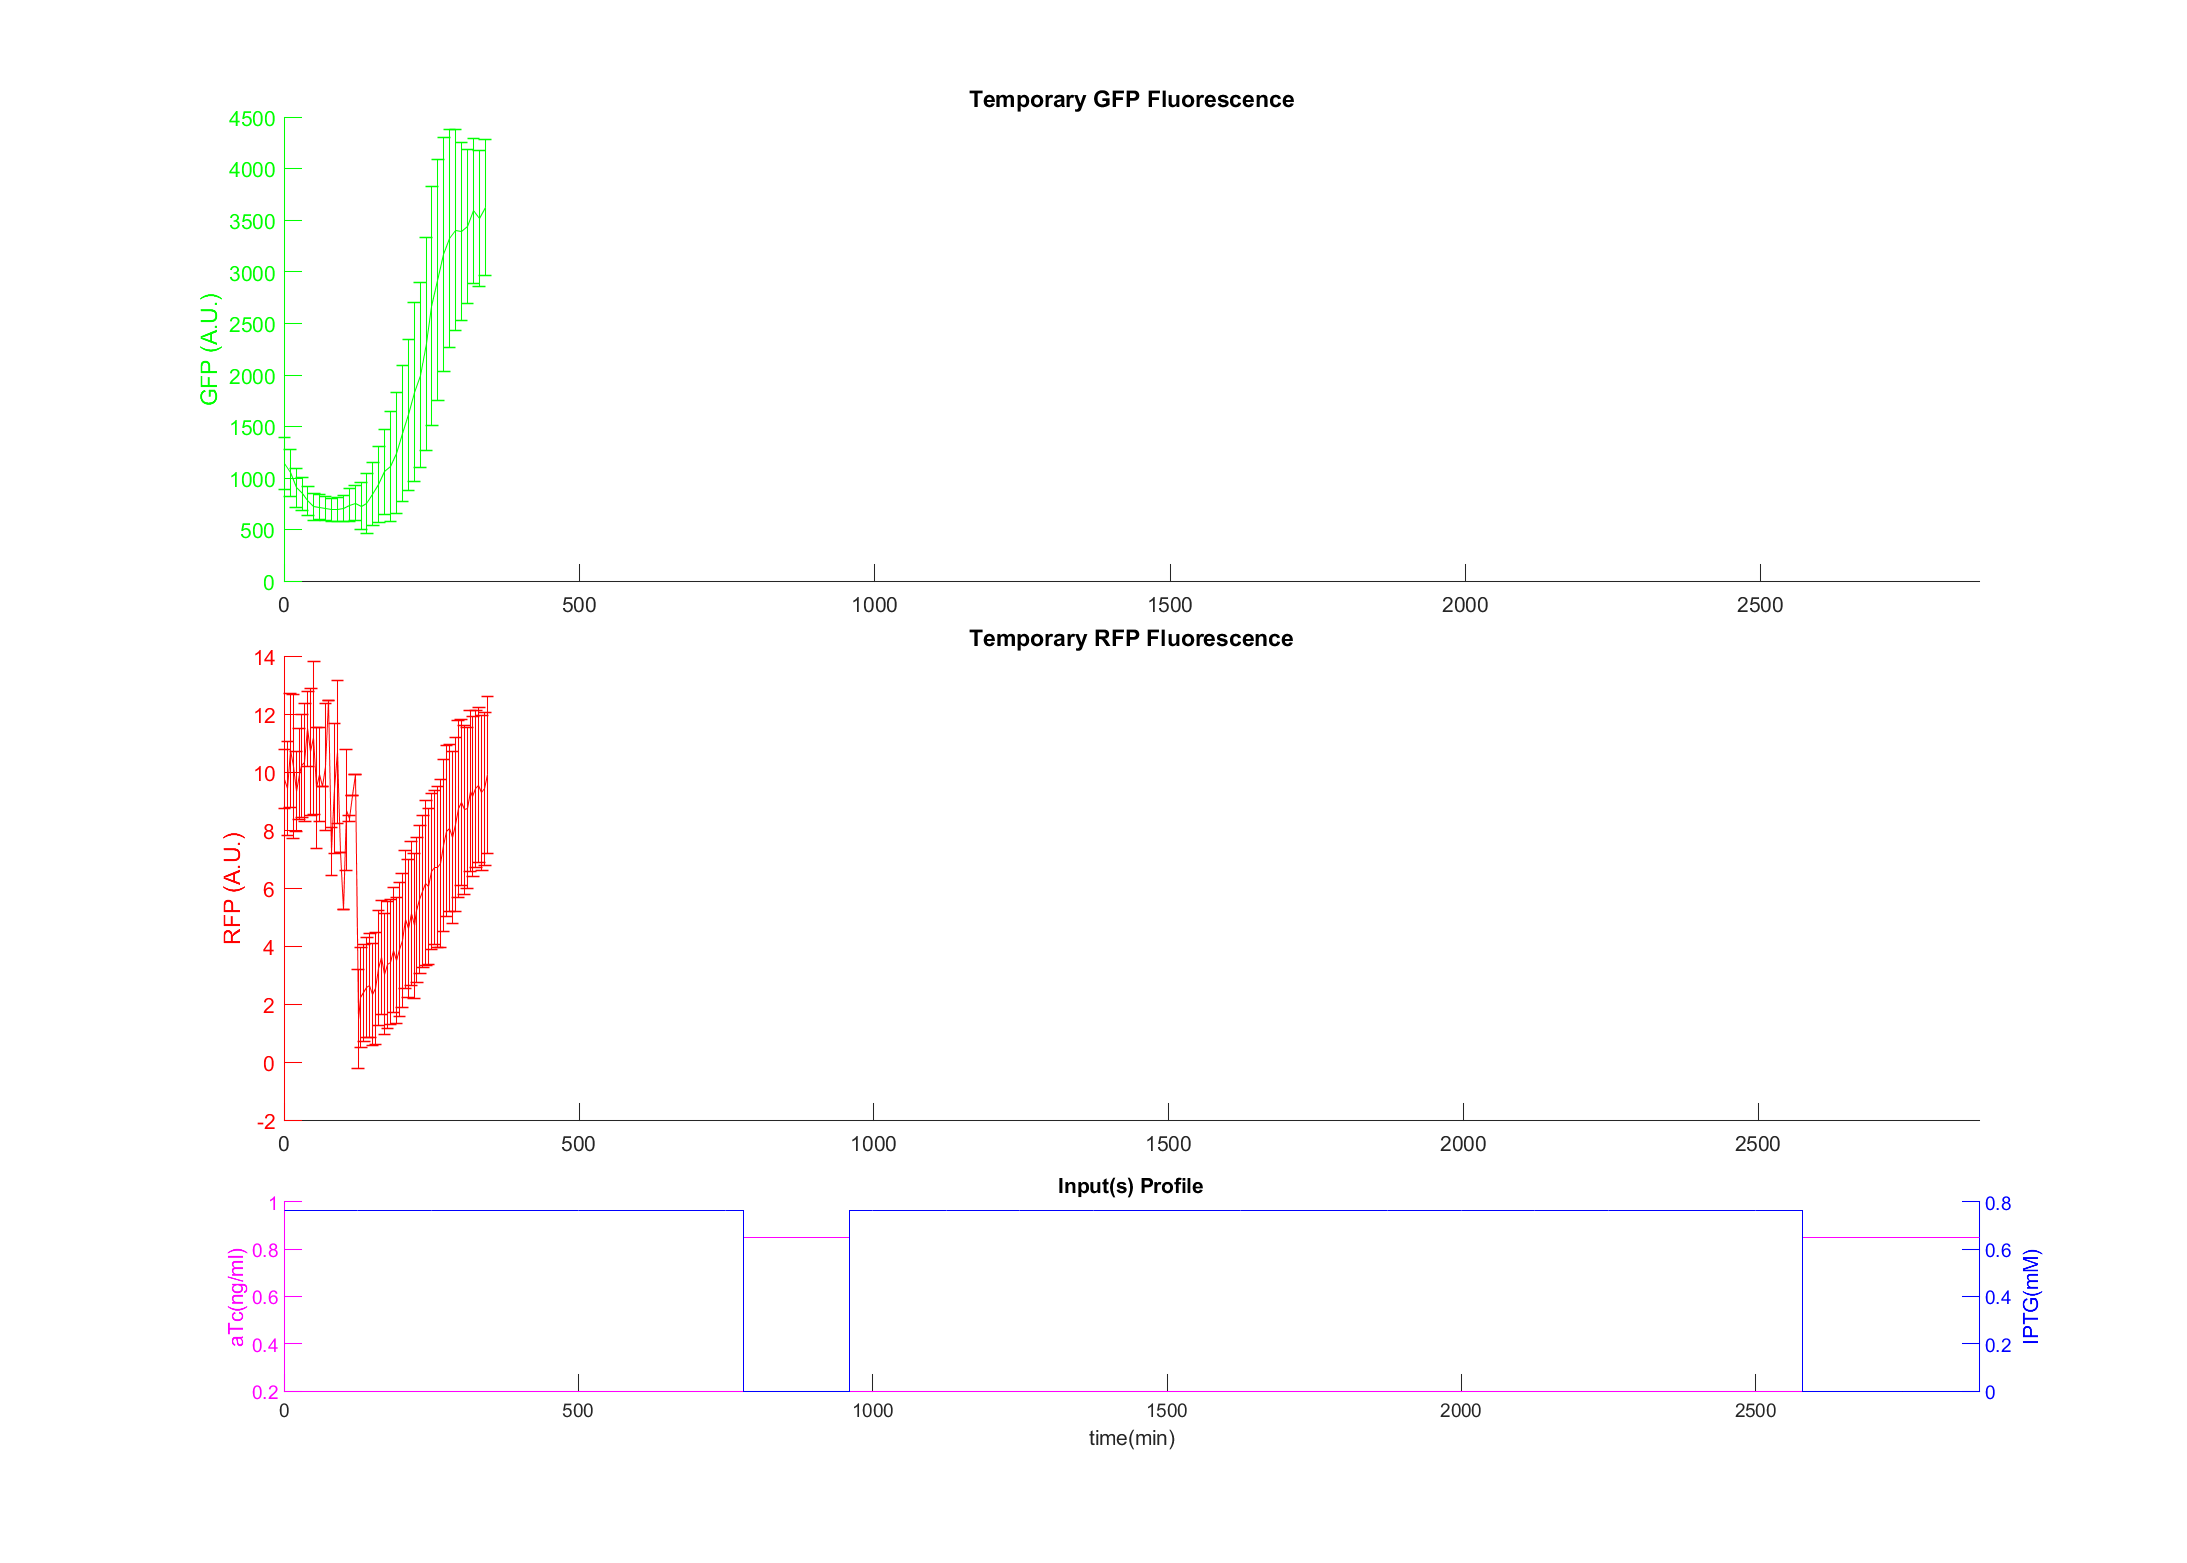 Temporary GFP Fluorescence
4500
4000
3500
3000
2500
2000
1500
1000
500
0
GFP (A.U.)
0 500 1000 1500 2000 2500
Temporary RFP Fluorescence
14
12
10
8
6
4
2
0
-2
RFP (A.U.)
0 500 1000 1500 2000 2500
Input(s) Profile
1 0.8
0.8 0.6
0.6 0.4
0.4 0.2
0.2 0
aTc(ng/ml)
IPTG(mM)
0 500 1000 1500 2000 2500
time(min)